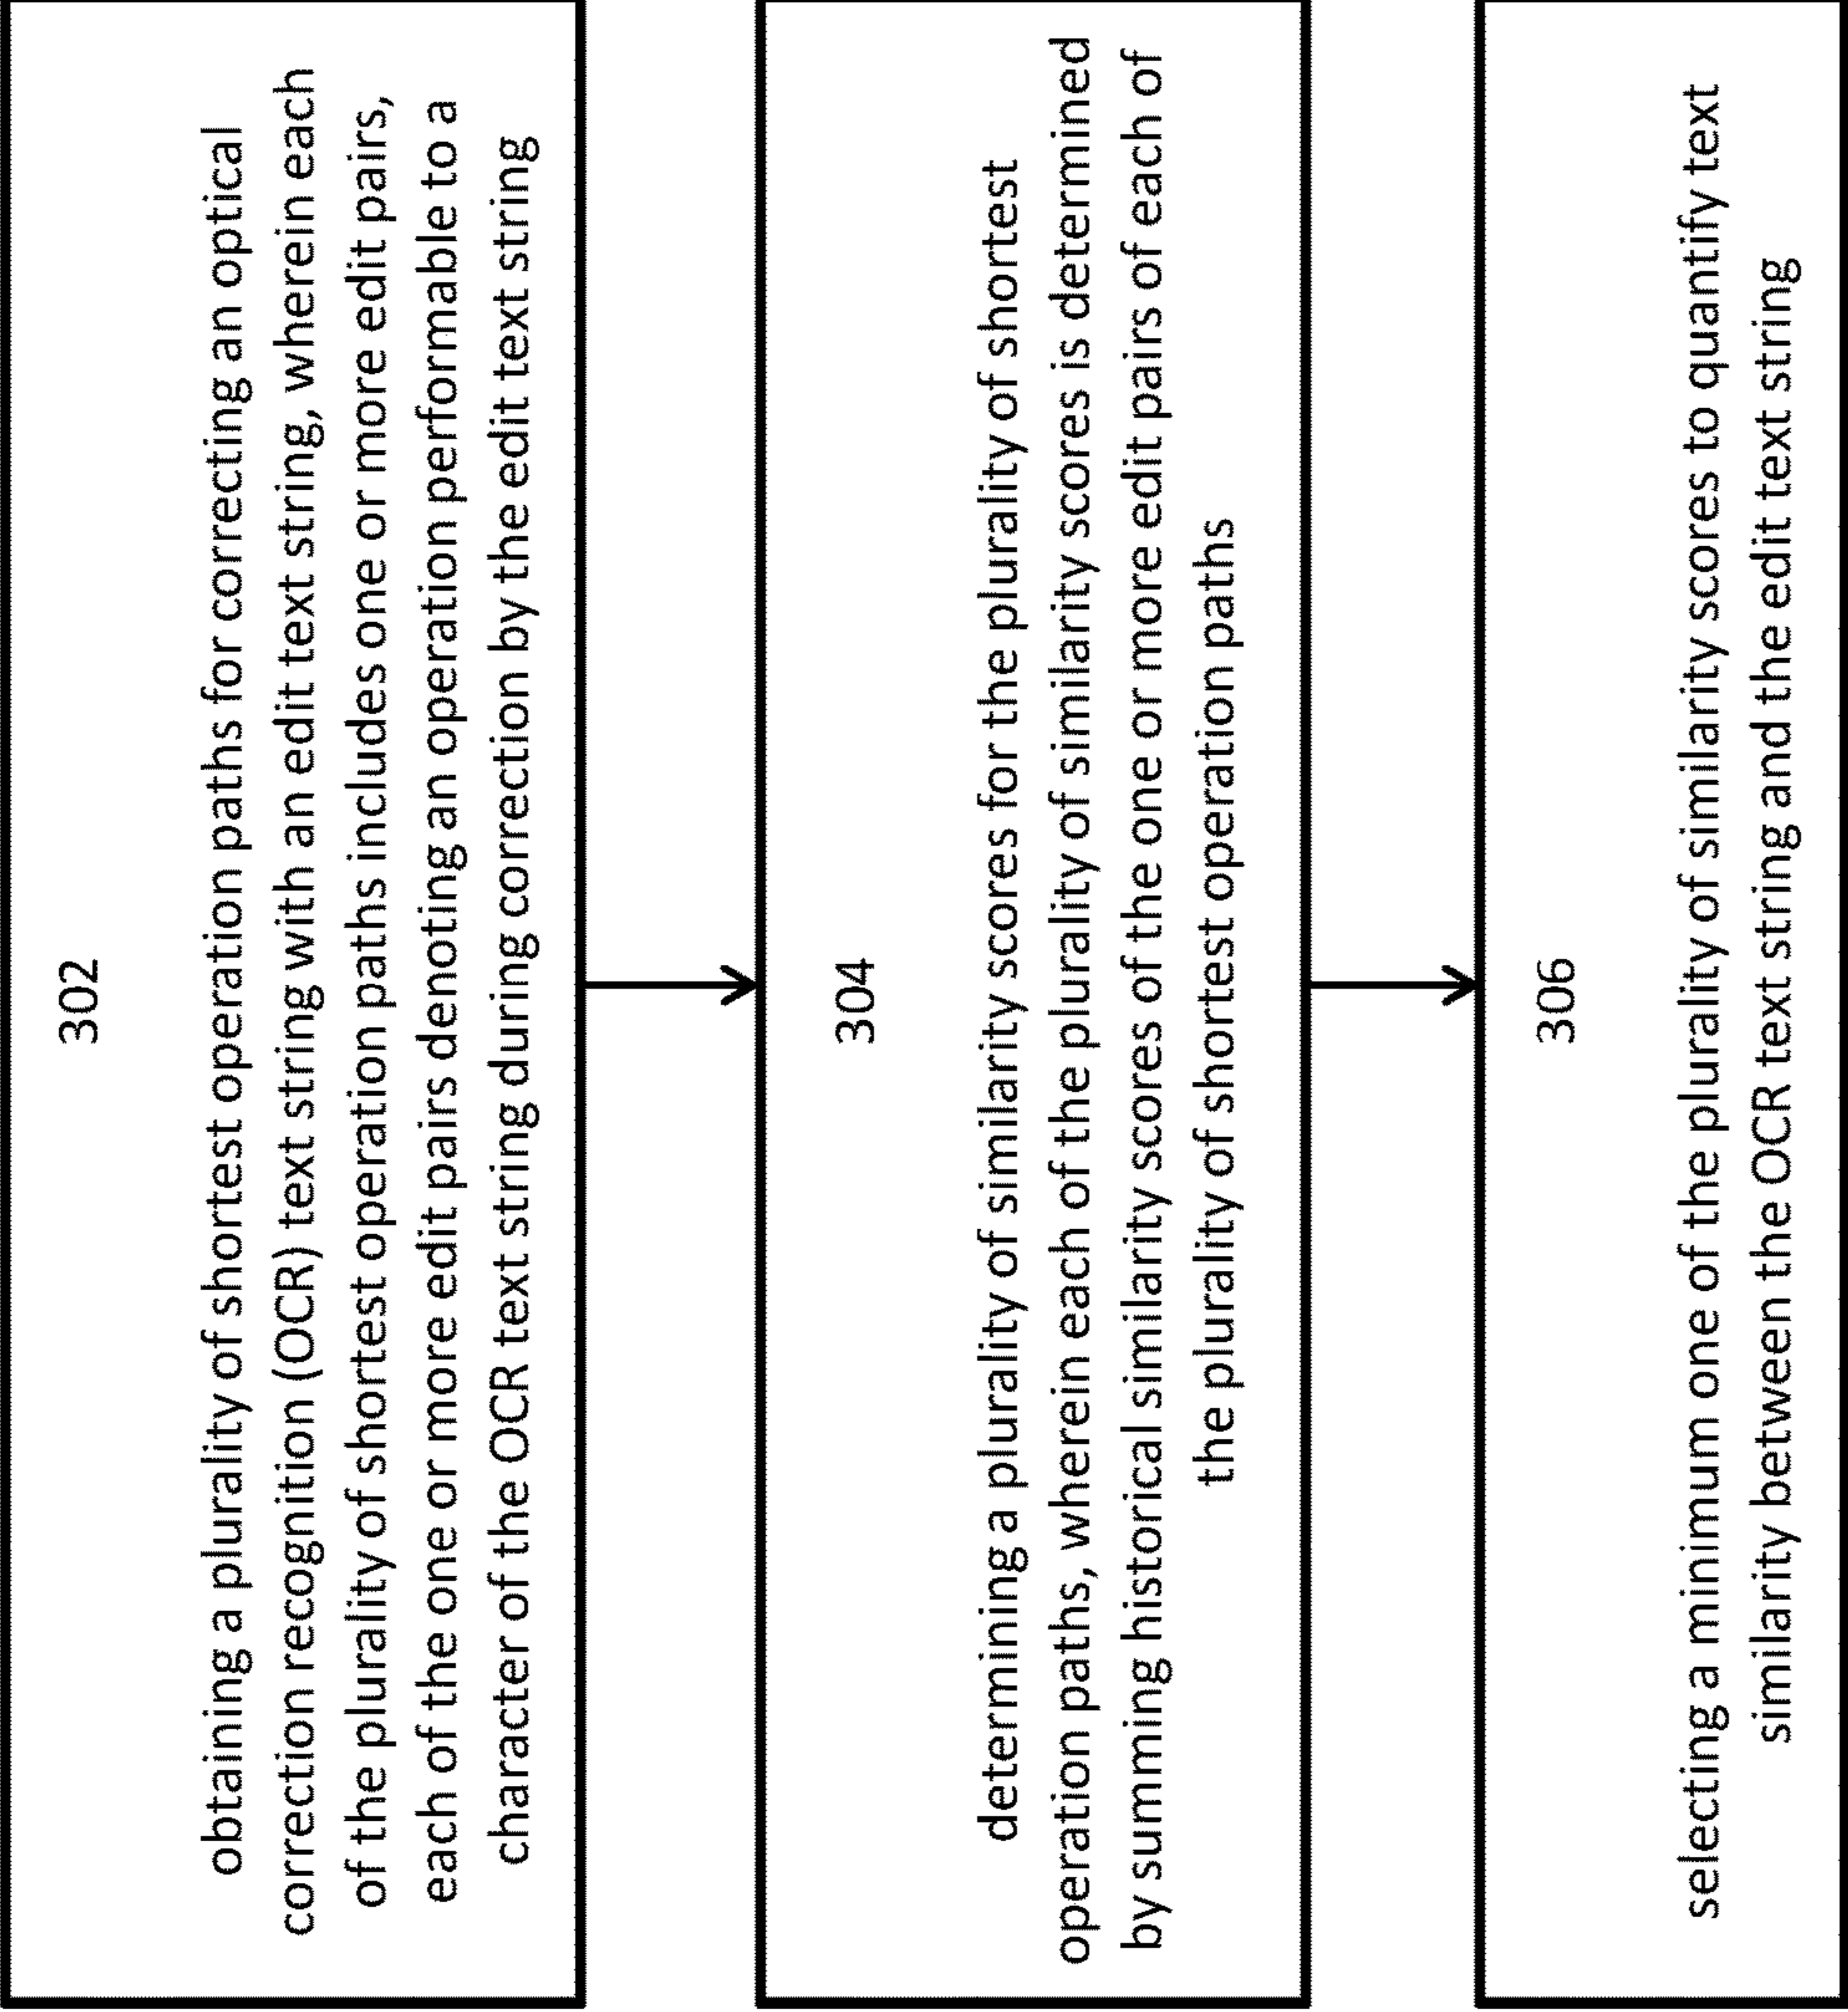 302
obtaining a plurality of shortest operation paths for correcting an optical
correction recognition (OCR) text string with an edit text string, wherein each
of the plurality of shortest operation paths includes one or more edit pairs,
each of the one or more edit pairs denoting an operation performable to a
character of the OCR text string during correction by the edit text string
304
determining a plurality of similarity scores for the plurality of shortest
operation paths, wherein each of the plurality of similarity scores is determined
by summing historical similarity scores of the one or more edit pairs of each of
the plurality of shortest operation paths
306
selecting a minimum one of the plurality of similarity scores to quantify text
similarity between the OCR text string and the edit text string